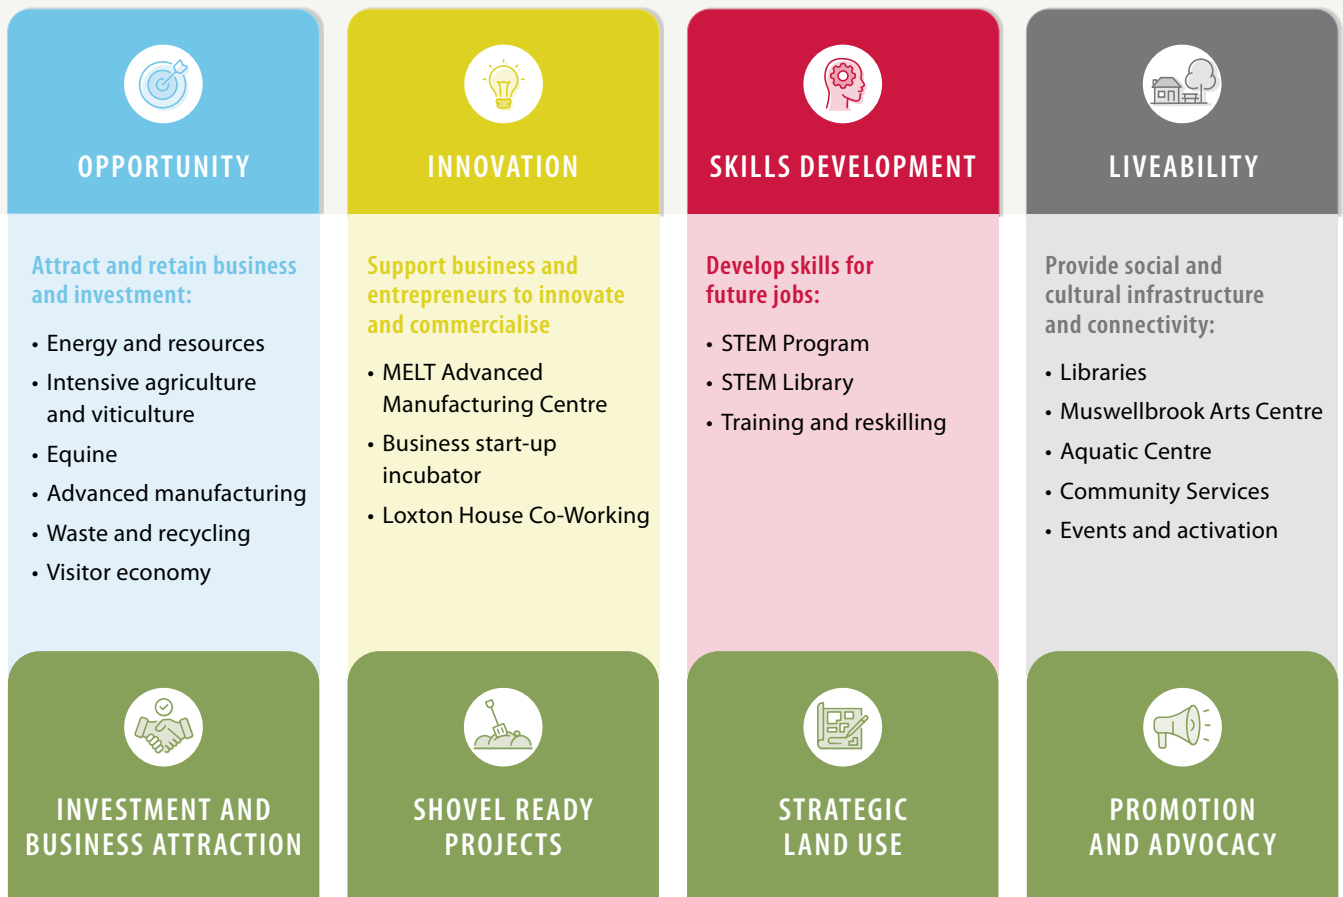 OPPORTUNITY
Attract and retain business
and investment:
• Energy and resources
• Intensive agriculture
and viticulture
• Equine
• Advanced manufacturing
• Waste and recycling
• Visitor economy
INVESTMENT AND
BUSINESS ATTRACTION
INNOVATION
Support business and
entrepreneurs to innovate
and commercialise
• MELT Advanced
Manufacturing Centre
• Business start-up
incubator
• Loxton House Co-Working
SHOVEL READY
PROJECTS
SKILLS DEVELOPMENT
Develop skills for
future jobs:
• STEM Program
• STEM Library
• Training and reskilling
STRATEGIC
LAND USE
LIVEABILITY
Provide social and
cultural infrastructure
and connectivity:
• Libraries
• Muswellbrook Arts Centre
• Aquatic Centre
• Community Services
• Events and activation
PROMOTION
AND ADVOCACY